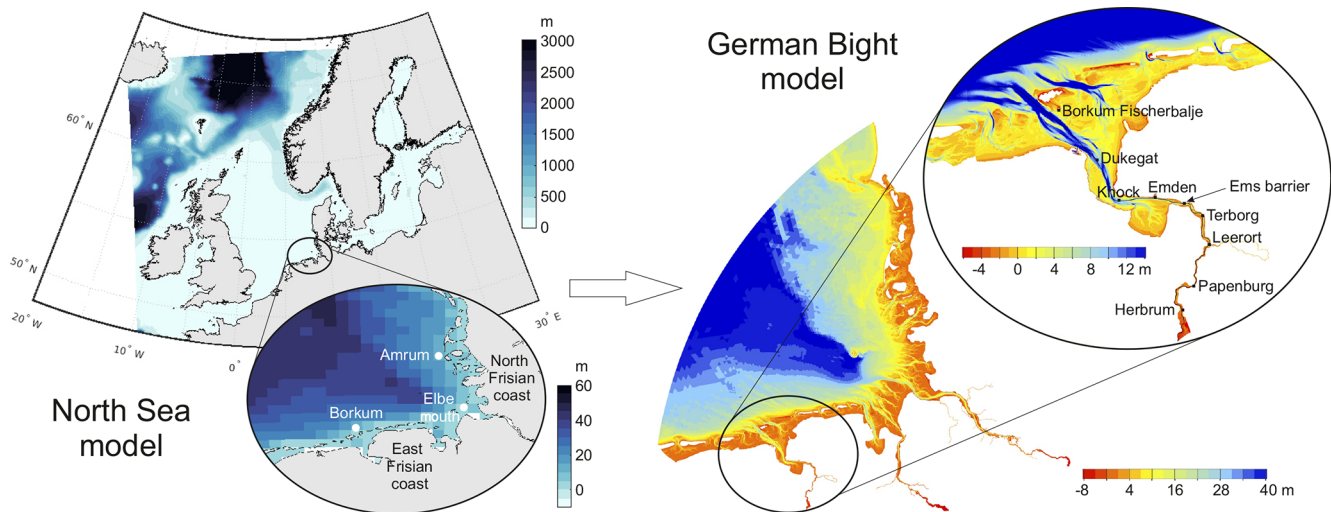 m
3000
2500
2000
1500
1000
500
0
60° N
50° N
20° W
10° W
0°
30° E
North Sea
model
Amrum
North
Frisian
coast
Elbe
mouth
Borkum
East
Frisian
coast
m
60
40
20
0
German Bight
model
Borkum Fischerbalje
Dukegat
Knock
Emden
Ems barrier
Terborg
Leerort
Papenburg
Herbrum
-4 0 4 8 12 m
-8 4 16 28 40 m